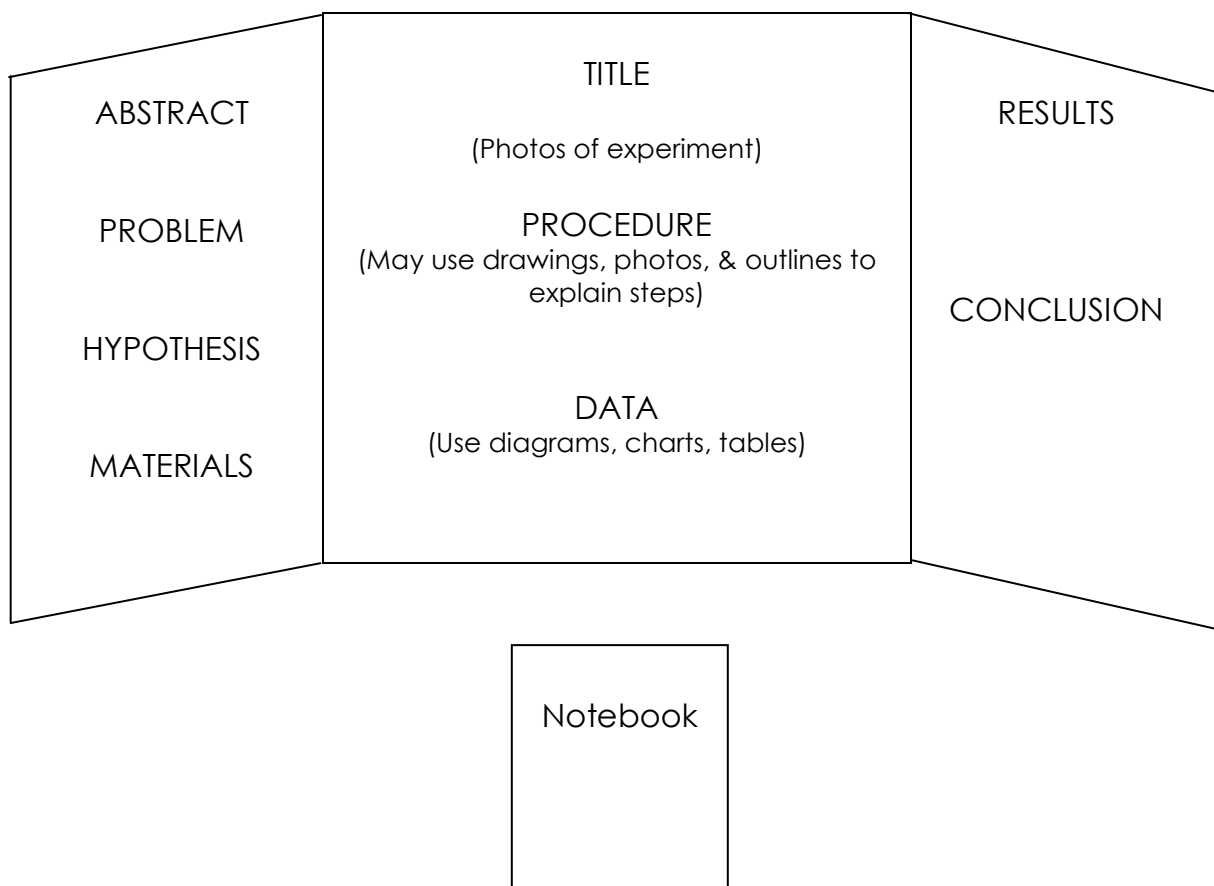 ABSTRACT
PROBLEM
HYPOTHESIS
MATERIALS
TITLE
(Photos of experiment)
PROCEDURE
(May use drawings, photos, & outlines to
explain steps)
DATA
(Use diagrams, charts, tables)
RESULTS
CONCLUSION
Notebook